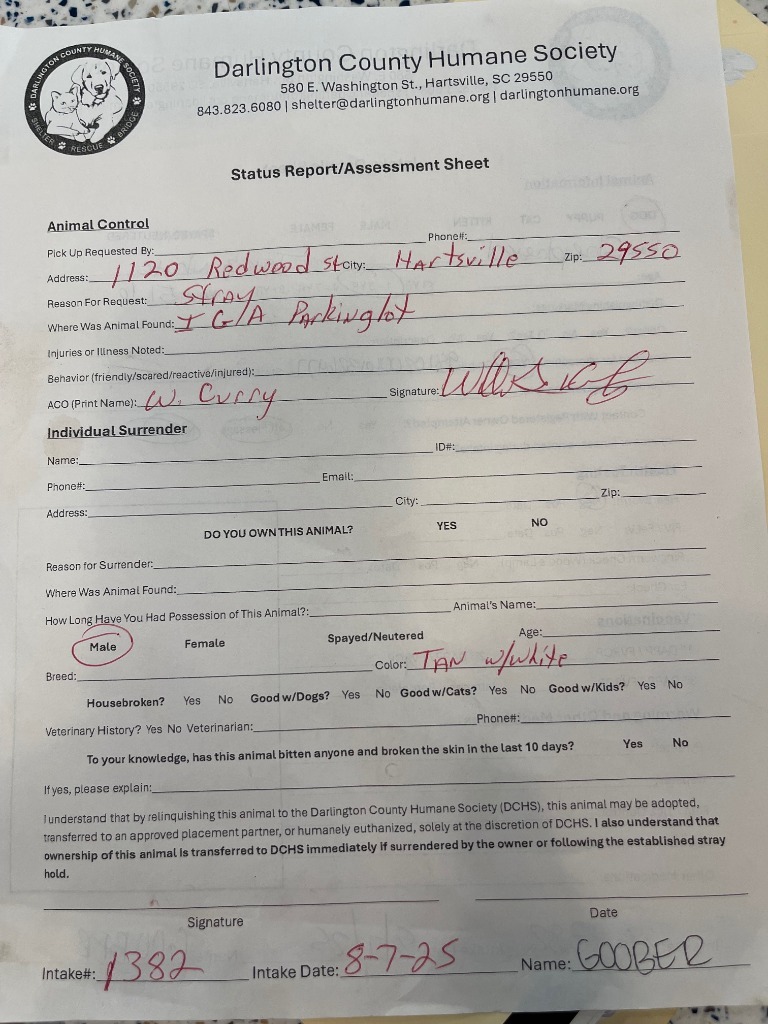 DARLINGTON COUNTY HUMANE SOCIETY
SHELTER RESCUE BRIDGE
Darlington County Humane Society
580 E. Washington St., Hartsville, SC 29550
843.823.6080 | shelter@darlingtonhumane.org | darlingtonhumane.org
Status Report/Assessment Sheet
Animal Control
Pick Up Requested By: Phone#:
Address: 1120 Redwood St City: Hartsville Zip: 29550
Reason For Request: Stray
Where Was Animal Found: IGA Parkinglot
Injuries or Illness Noted:
Behavior (friendly/scared/reactive/injured):
ACO (Print Name): W. Curry Signature:
Individual Surrender
Name: ID#:
Phone#: Email:
Address: City: Zip:
DO YOU OWN THIS ANIMAL? YES NO
Reason for Surrender:
Where Was Animal Found:
How Long Have You Had Possession of This Animal?: Animal's Name:
Male Female Spayed/Neutered Age:
Breed: Color: TAN w/white
Housebroken? Yes No Good w/Dogs? Yes No Good w/Cats? Yes No Good w/Kids? Yes No
Veterinary History? Yes No Veterinarian: Phone#:
To your knowledge, has this animal bitten anyone and broken the skin in the last 10 days? Yes No
If yes, please explain:
I understand that by relinquishing this animal to the Darlington County Humane Society (DCHS), this animal may be adopted,
transferred to an approved placement partner, or humanely euthanized, solely at the discretion of DCHS. I also understand that
ownership of this animal is transferred to DCHS immediately if surrendered by the owner or following the established stray
hold.
Signature Date
Intake#: 1382 Intake Date: 8-7-25 Name: GOOBER